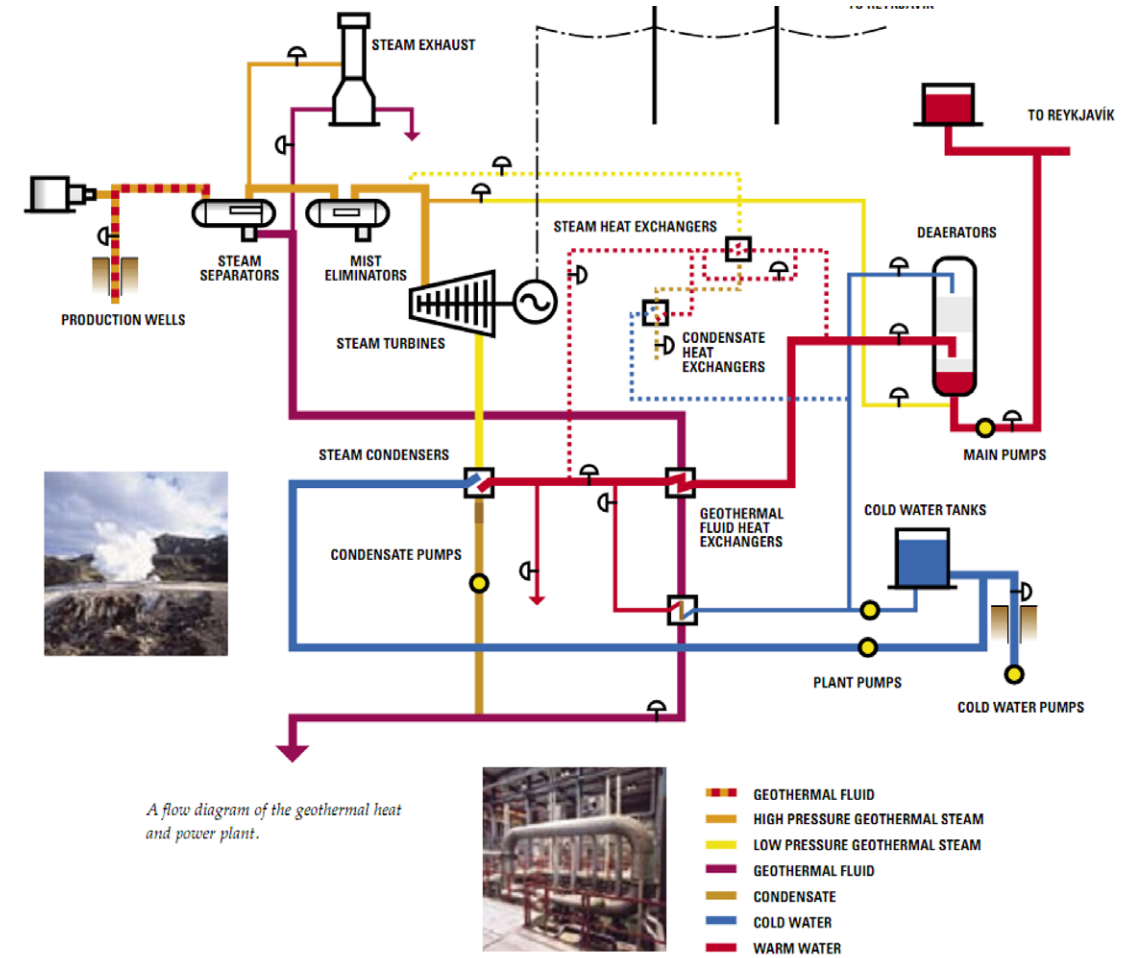 TO REYKJAVÍK
STEAM EXHAUST
TO REYKJAVÍK
STEAM HEAT EXCHANGERS
DEAERATORS
STEAM
SEPARATORS
MIST
ELIMINATORS
PRODUCTION WELLS
STEAM TURBINES
CONDENSATE
HEAT
EXCHANGERS
MAIN PUMPS
STEAM CONDENSERS
GEOTHERMAL
FLUID HEAT
EXCHANGERS
COLD WATER TANKS
CONDENSATE PUMPS
PLANT PUMPS
COLD WATER PUMPS
A flow diagram of the geothermal heat
and power plant.
GEOTHERMAL FLUID
HIGH PRESSURE GEOTHERMAL STEAM
LOW PRESSURE GEOTHERMAL STEAM
GEOTHERMAL FLUID
CONDENSATE
COLD WATER
WARM WATER